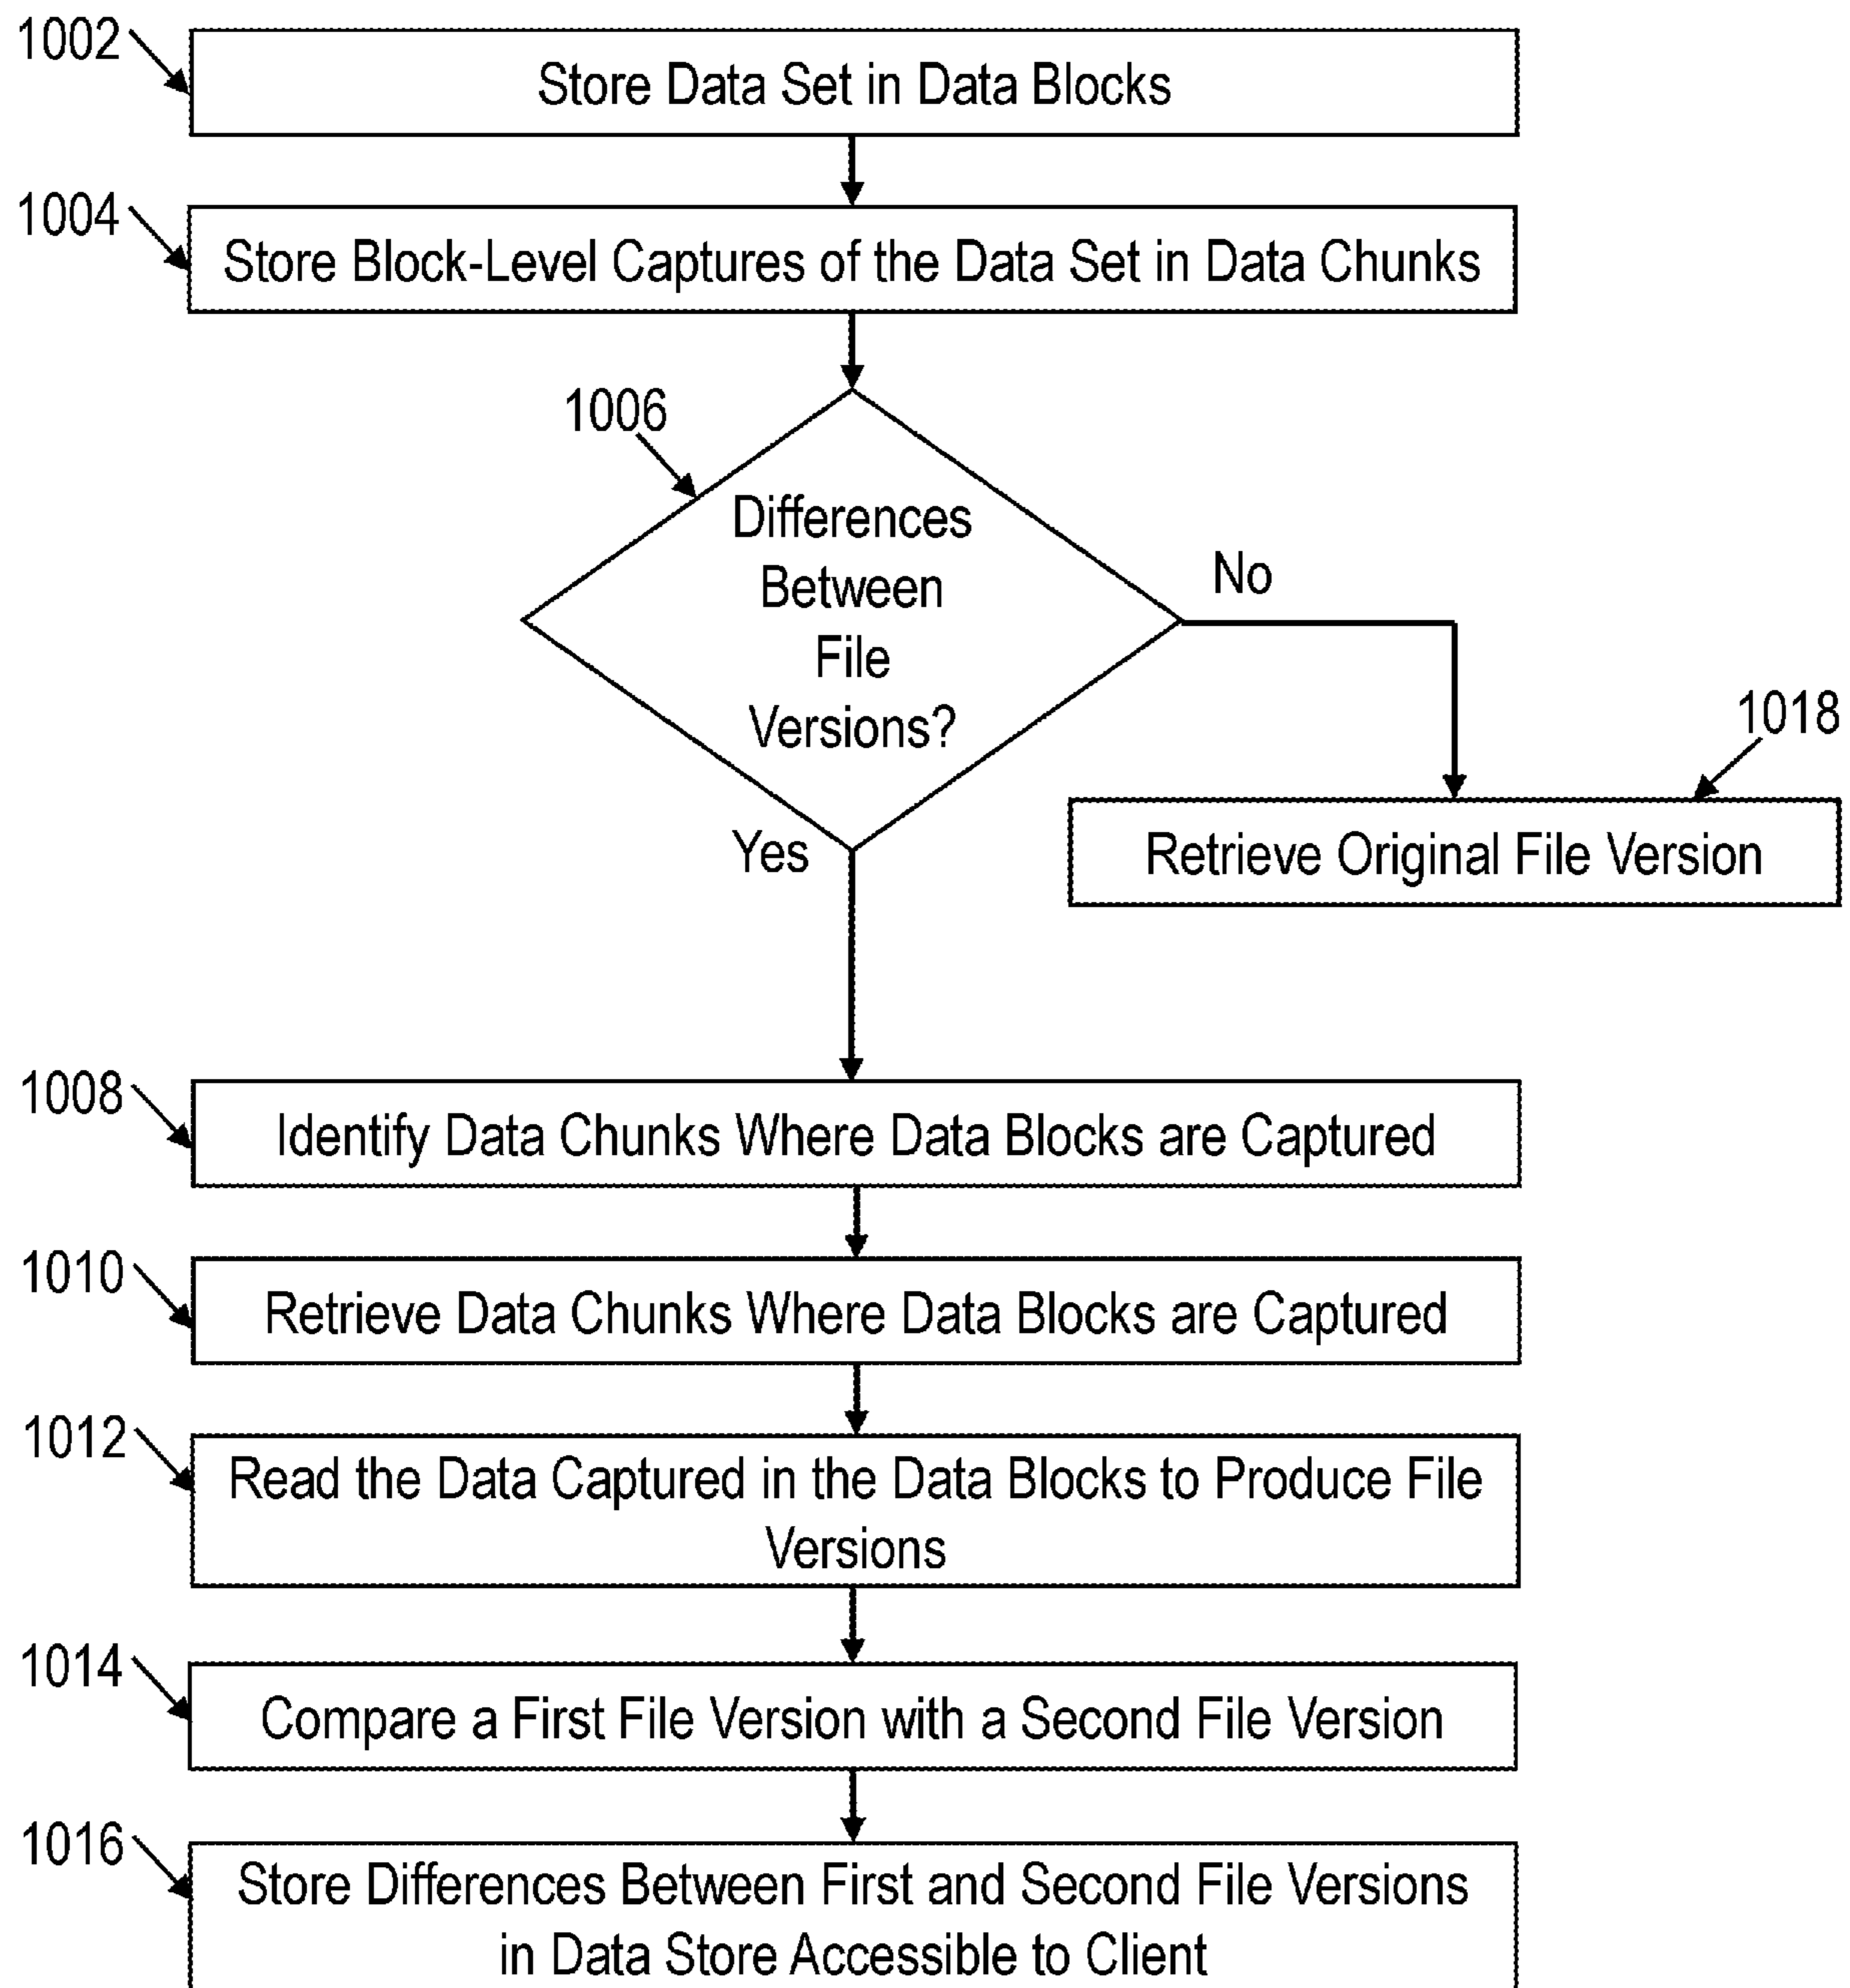 1002
Store Data Set in Data Blocks
1004
Store Block-Level Captures of the Data Set in Data Chunks
1006
Differences
Between
File
Versions?
No
1018
Retrieve Original File Version
Yes
1008
Identify Data Chunks Where Data Blocks are Captured
1010
Retrieve Data Chunks Where Data Blocks are Captured
1012
Read the Data Captured in the Data Blocks to Produce File
Versions
1014
Compare a First File Version with a Second File Version
1016
Store Differences Between First and Second File Versions
in Data Store Accessible to Client